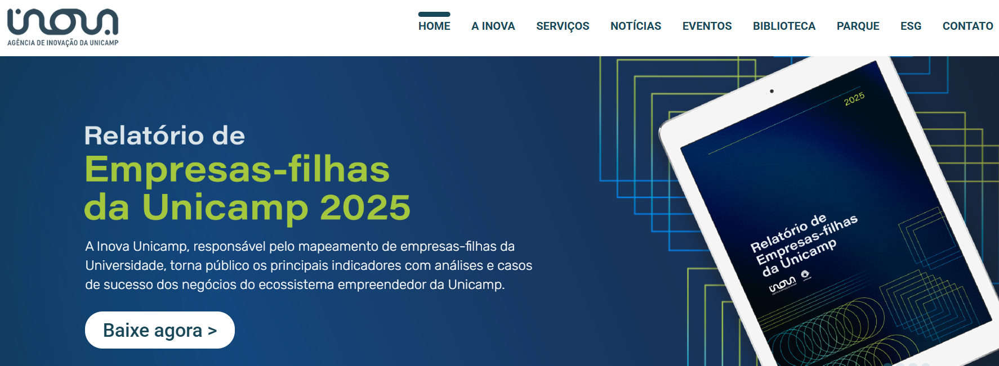 inova
AGÊNCIA DE INOVAÇÃO DA UNICAMP
HOME
A INOVA
SERVIÇOS
NOTÍCIAS
EVENTOS
BIBLIOTECA
PARQUE
ESG
CONTATO
Relatório de
Empresas-filhas
da Unicamp 2025
A Inova Unicamp, responsável pelo mapeamento de empresas-filhas da
Universidade, torna público os principais indicadores com análises e casos
de sucesso dos negócios do ecossistema empreendedor da Unicamp.
Baixe agora >
2025
Relatório de
Empresas-filhas
da Unicamp
inova